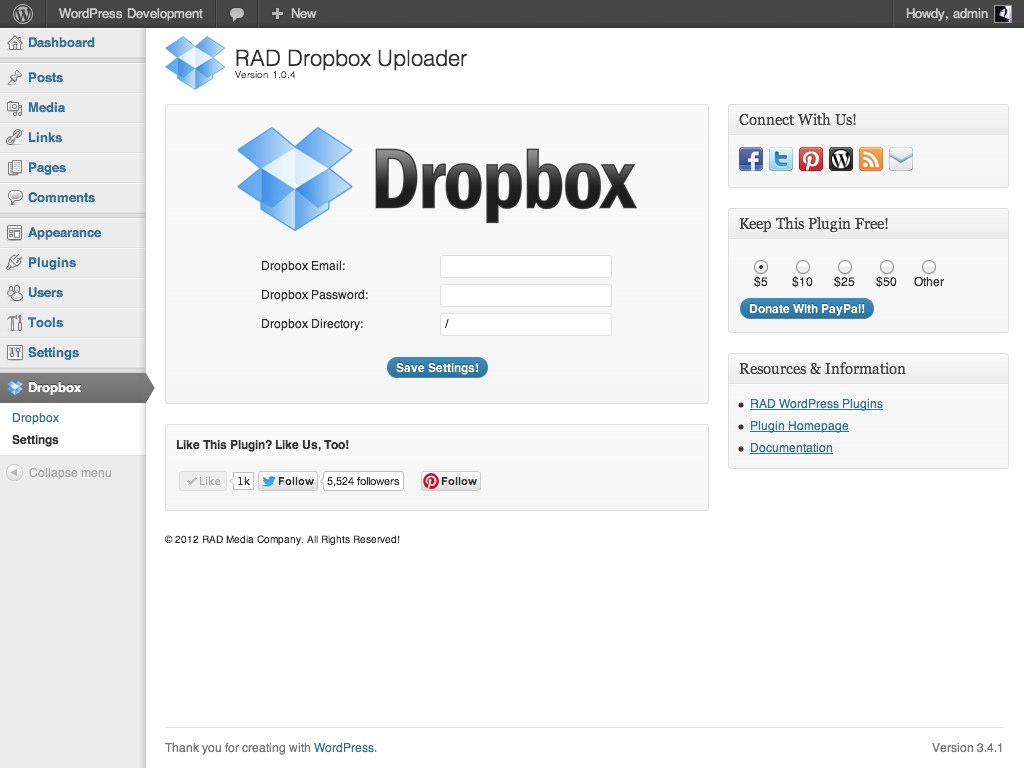 WordPress Development
New
Howdy, admin
Dashboard
Posts
Media
Links
Pages
Comments
Appearance
Plugins
Users
Tools
Settings
Dropbox
Dropbox
Settings
Collapse menu
RAD Dropbox Uploader
Version 1.0.4
Dropbox
Dropbox Email:
Dropbox Password:
Dropbox Directory: /
Save Settings!
Like This Plugin? Like Us, Too!
Like 1k Follow 5,524 followers Follow
© 2012 RAD Media Company. All Rights Reserved!
Connect With Us!
Keep This Plugin Free!
$5 $10 $25 $50 Other
Donate With PayPal!
Resources & Information
RAD WordPress Plugins
Plugin Homepage
Documentation
Thank you for creating with WordPress.
Version 3.4.1